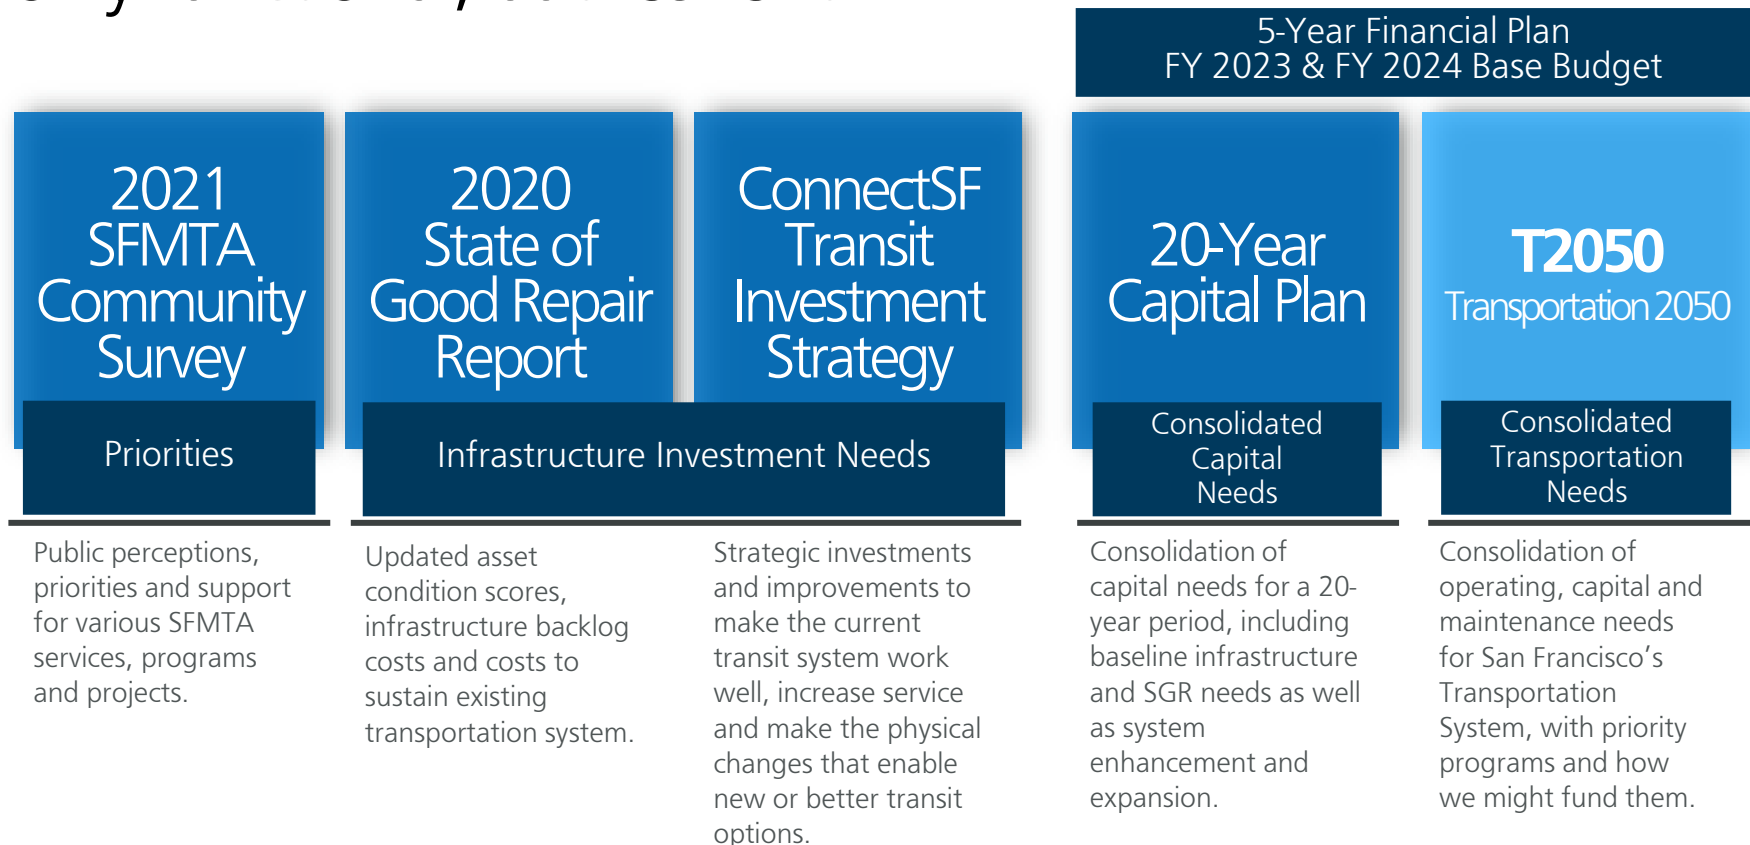 5-Year Financial Plan
FY 2023 & FY 2024 Base Budget
2021
SFMTA
Community
Survey
Priorities
Public perceptions,
priorities and support
for various SFMTA
services, programs
and projects.
2020
State of
Good Repair
Report
ConnectSF
Transit
Investment
Strategy
Infrastructure Investment Needs
Updated asset
condition scores,
infrastructure backlog
costs and costs to
sustain existing
transportation system.
Strategic investments
and improvements to
make the current
transit system work
well, increase service
and make the physical
changes that enable
new or better transit
options.
20-Year
Capital Plan
Consolidated
Capital
Needs
Consolidation of
capital needs for a 20-
year period, including
baseline infrastructure
and SGR needs as well
as system
enhancement and
expansion.
T2050
Transportation 2050
Consolidated
Transportation
Needs
Consolidation of
operating, capital and
maintenance needs
for San Francisco’s
Transportation
System, with priority
programs and how
we might fund them.